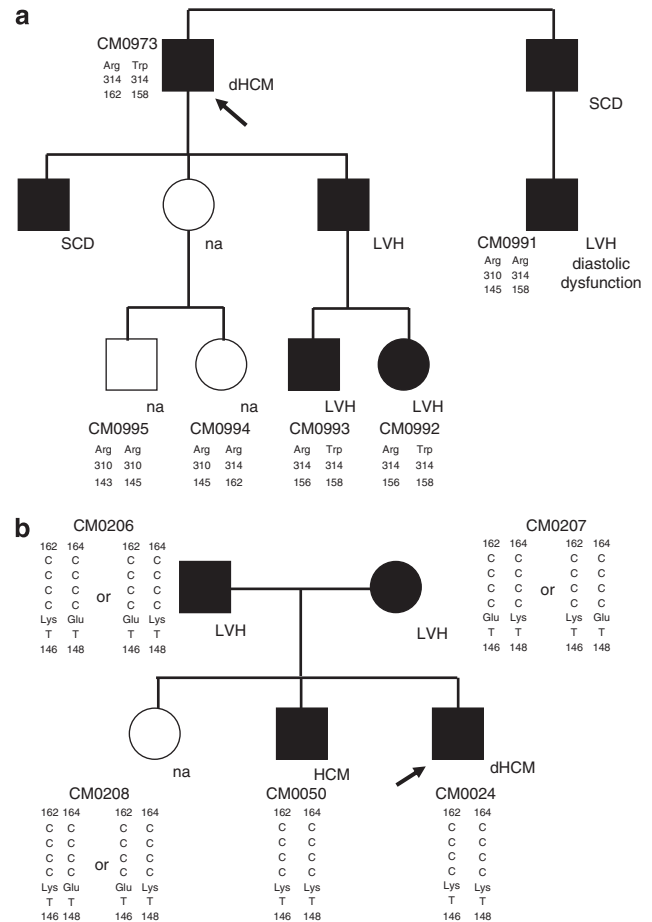 a
CM0973
Arg Trp
314 314
162 158
dHCM
SCD
SCD
na
LVH
CM0991
Arg Arg
310 314
145 158
LVH
diastolic
dysfunction
na
na
LVH
LVH
CM0995
CM0994
CM0993
CM0992
Arg Arg
310 310
143 145
Arg Arg
310 314
145 162
Arg Trp
314 314
156 158
Arg Trp
314 314
156 158
b
CM0206
162 164 162 164
C C C C
C C C C
C C or C C
C C C C
Lys Glu Glu Lys
T T T T
146 148 146 148
LVH
LVH
CM0207
162 164 162 164
C C C C
C C C C
C C or C C
C C C C
Glu Lys Lys Glu
T T T T
146 148 146 148
na
HCM
dHCM
CM0208
162 164 162 164
C C C C
C C C C
C C or C C
C C C C
Lys Glu Glu Lys
T T T T
146 148 146 148
CM0050
162 164
C C
C C
C C
C C
Lys Lys
T T
146 148
CM0024
162 164
C C
C C
C C
C C
Lys Lys
T T
146 148